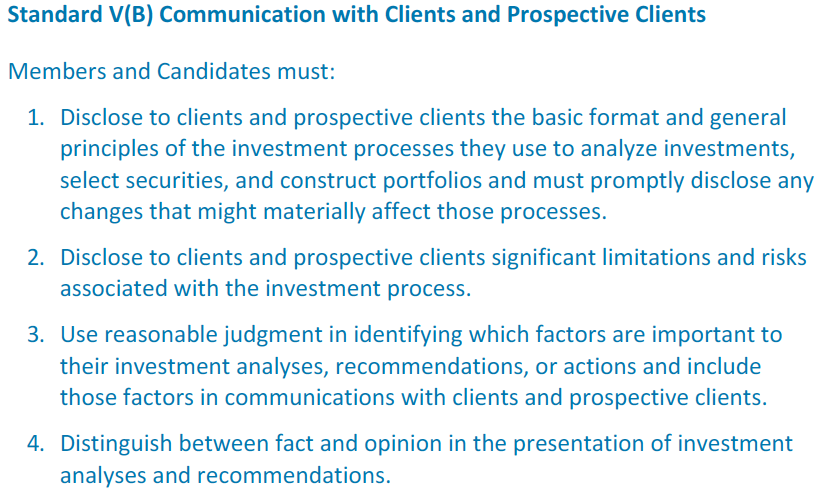 Standard V(B) Communication with Clients and Prospective Clients
Members and Candidates must:
1. Disclose to clients and prospective clients the basic format and general
principles of the investment processes they use to analyze investments,
select securities, and construct portfolios and must promptly disclose any
changes that might materially affect those processes.
2. Disclose to clients and prospective clients significant limitations and risks
associated with the investment process.
3. Use reasonable judgment in identifying which factors are important to
their investment analyses, recommendations, or actions and include
those factors in communications with clients and prospective clients.
4. Distinguish between fact and opinion in the presentation of investment
analyses and recommendations.